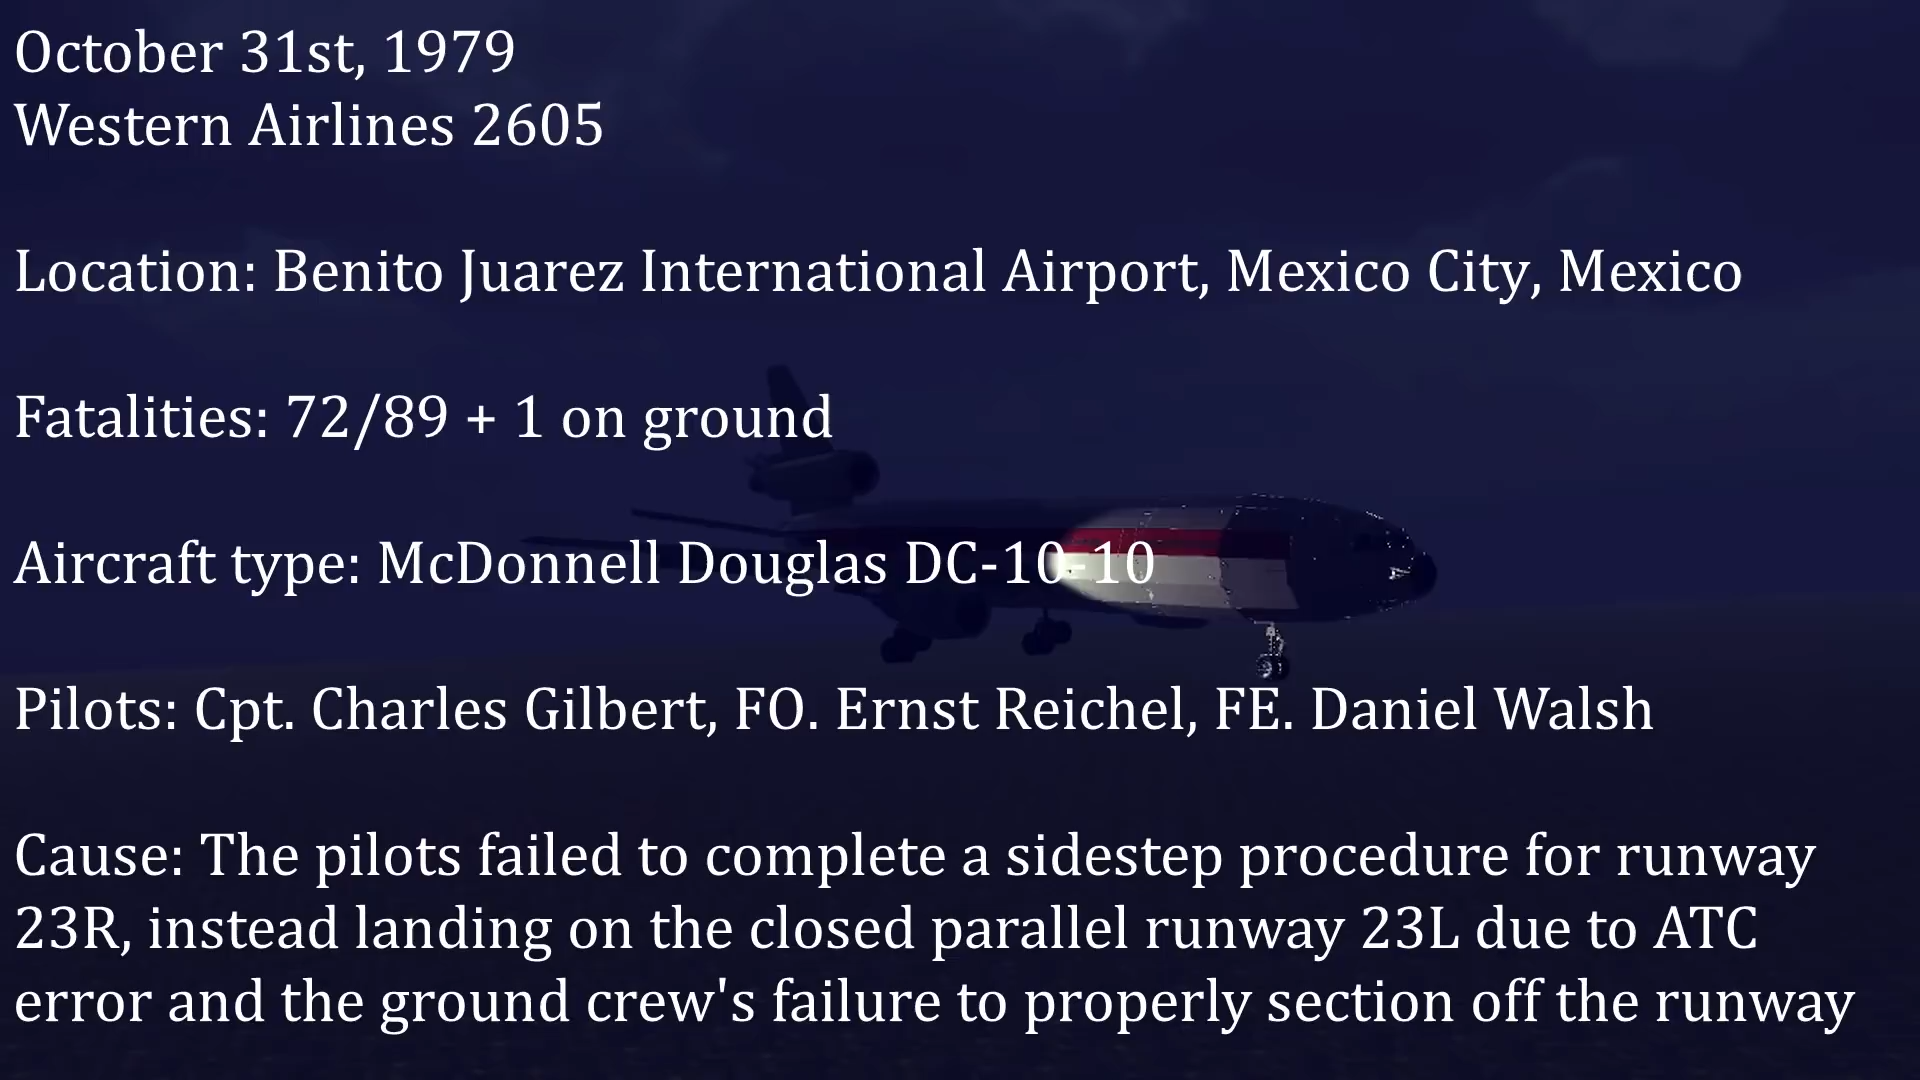 October 31st, 1979
Western Airlines 2605
Location: Benito Juarez International Airport, Mexico City, Mexico
Fatalities: 72/89 + 1 on ground
Aircraft type: McDonnell Douglas DC-10-10
Pilots: Cpt. Charles Gilbert, FO. Ernst Reichel, FE. Daniel Walsh
Cause: The pilots failed to complete a sidestep procedure for runway
23R, instead landing on the closed parallel runway 23L due to ATC
error and the ground crew's failure to properly section off the runway